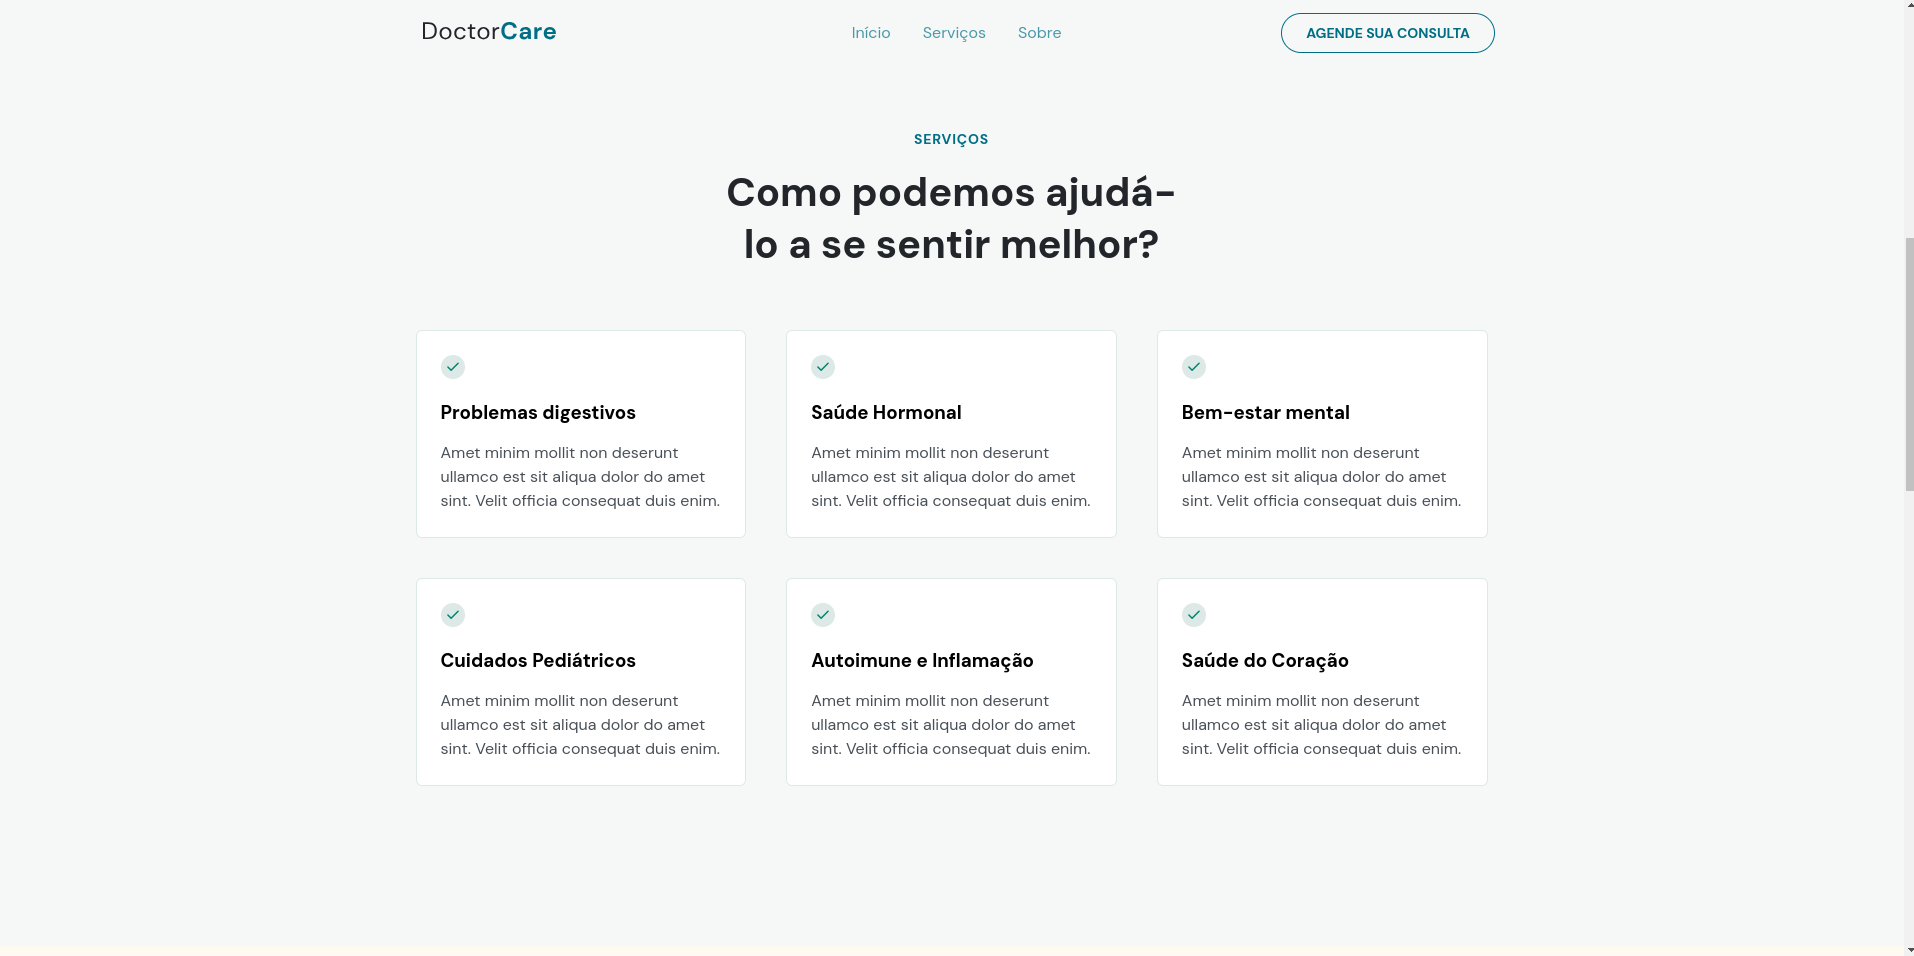 DoctorCare
Início
Serviços
Sobre
AGENDE SUA CONSULTA
SERVIÇOS
Como podemos ajudá-
lo a se sentir melhor?
Problemas digestivos
Amet minim mollit non deserunt
ullamco est sit aliqua dolor do amet
sint. Velit officia consequat duis enim.
Saúde Hormonal
Amet minim mollit non deserunt
ullamco est sit aliqua dolor do amet
sint. Velit officia consequat duis enim.
Bem-estar mental
Amet minim mollit non deserunt
ullamco est sit aliqua dolor do amet
sint. Velit officia consequat duis enim.
Cuidados Pediátricos
Amet minim mollit non deserunt
ullamco est sit aliqua dolor do amet
sint. Velit officia consequat duis enim.
Autoimune e Inflamação
Amet minim mollit non deserunt
ullamco est sit aliqua dolor do amet
sint. Velit officia consequat duis enim.
Saúde do Coração
Amet minim mollit non deserunt
ullamco est sit aliqua dolor do amet
sint. Velit officia consequat duis enim.